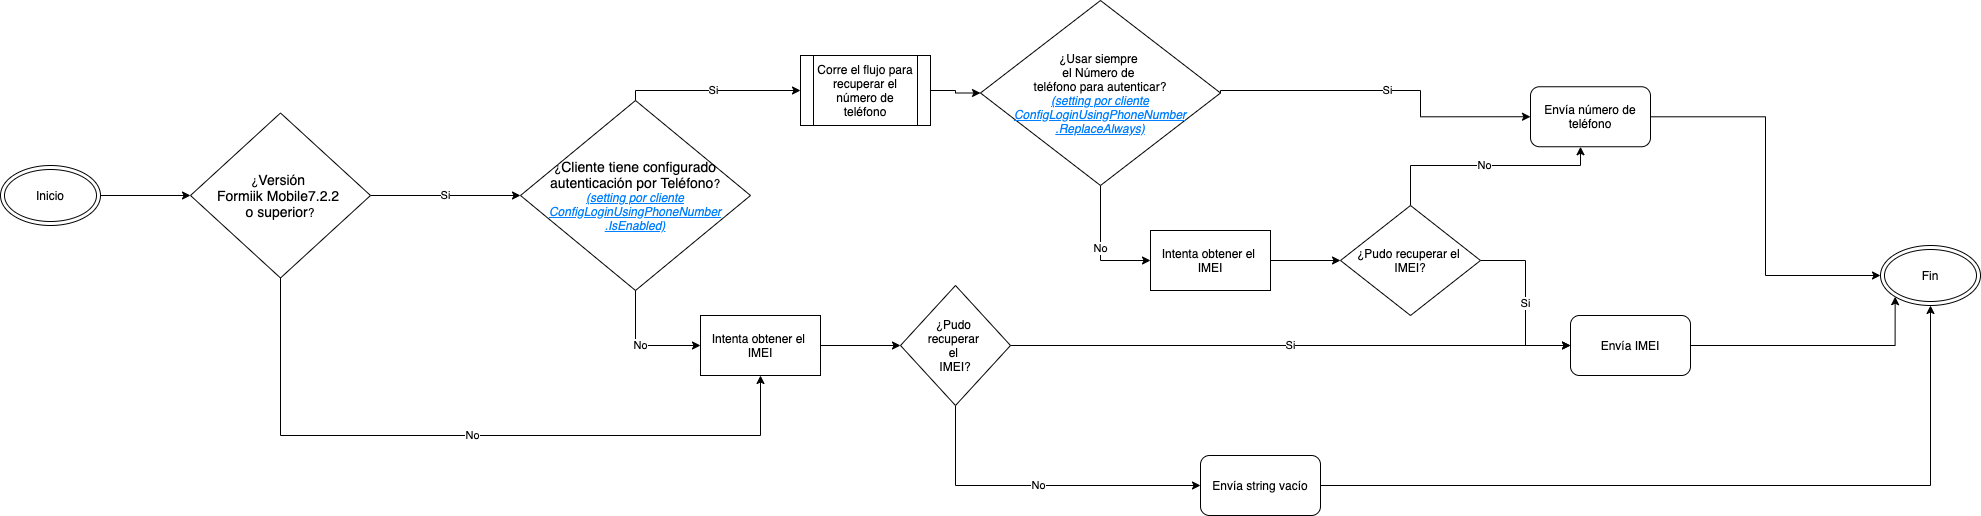 Inicio
¿Versión
Formiik Mobile7.2.2
o superior?
Si
No
¿Cliente tiene configurado
autenticación por Teléfono?
(setting por cliente
ConfigLoginUsingPhoneNumber
.IsEnabled)
Si
No
Corre el flujo para
recuperar el
número de
teléfono
¿Usar siempre
el Número de
teléfono para autenticar?
(setting por cliente
ConfigLoginUsingPhoneNumber
.ReplaceAlways)
Si
No
Intenta obtener el
IMEI
¿Pudo recuperar el
IMEI?
No
Si
Envía número de
teléfono
Intenta obtener el
IMEI
¿Pudo
recuperar
el
IMEI?
Si
No
Envía IMEI
Envía string vacío
Fin